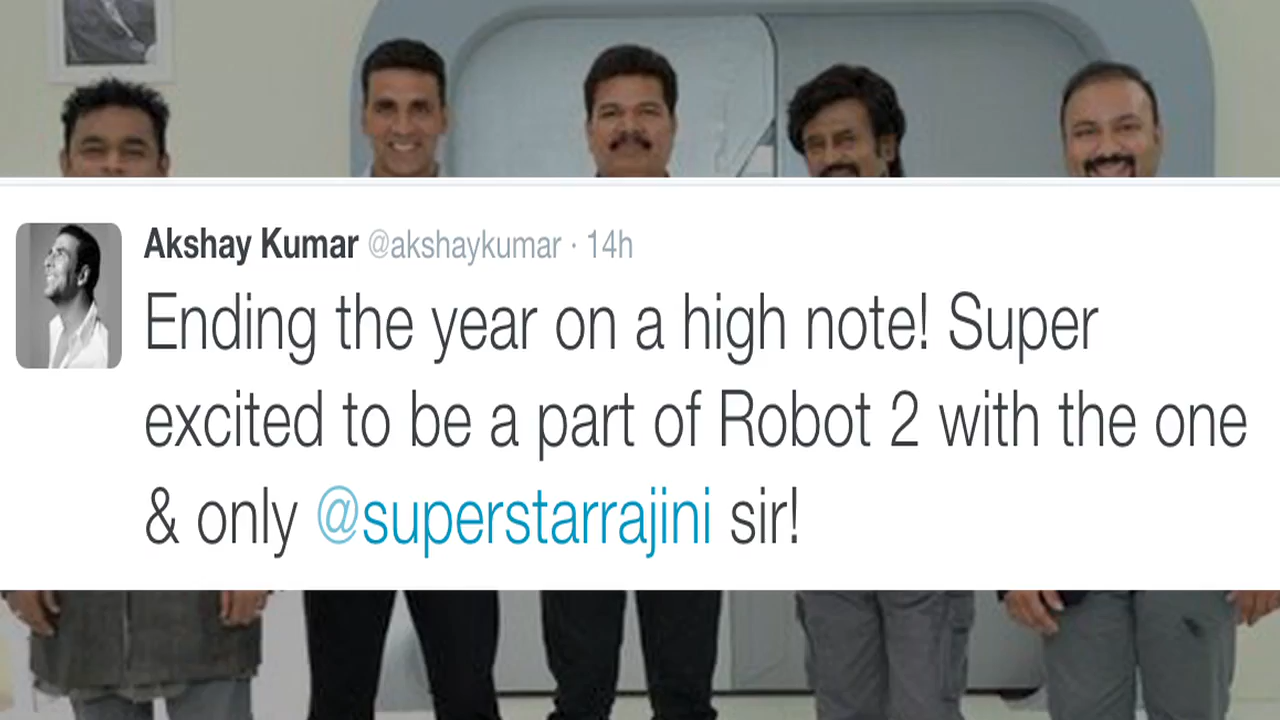 Akshay Kumar @akshaykumar · 14h
Ending the year on a high note! Super
excited to be a part of Robot 2 with the one
& only @superstarrajini sir!